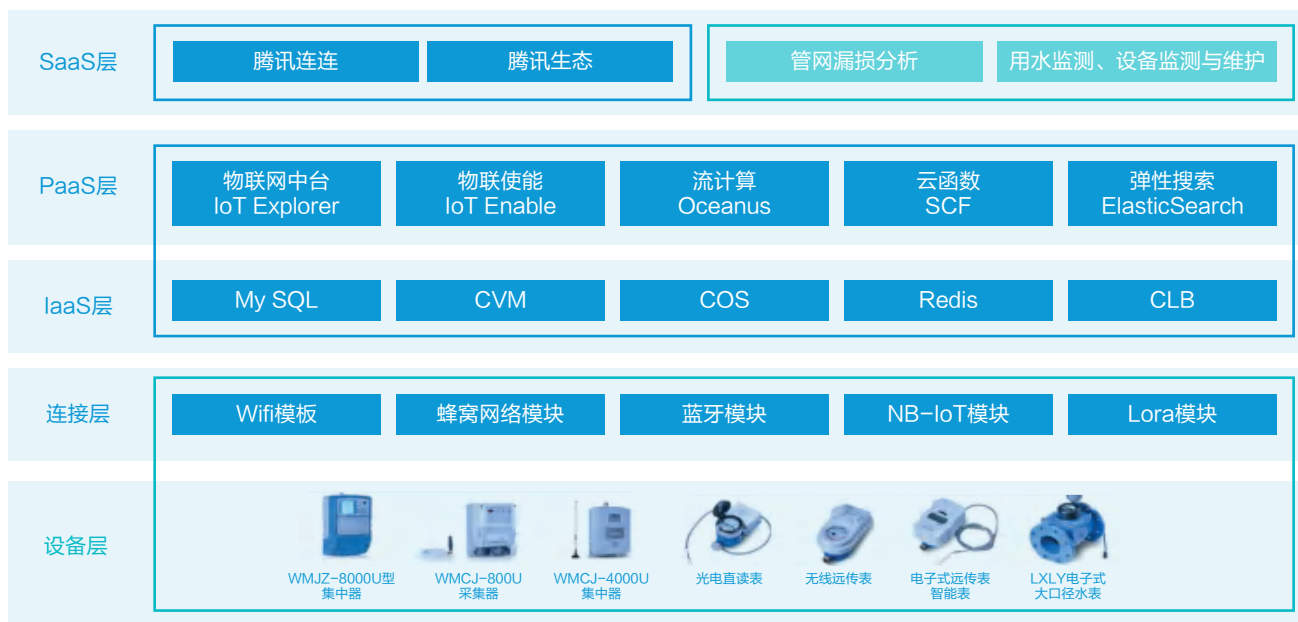 SaaS层
腾讯连连
腾讯生态
管网漏损分析
用水监测、设备监测与维护
PaaS层
物联网中台
IoT Explorer
物联使能
IoT Enable
流计算
Oceanus
云函数
SCF
弹性搜索
ElasticSearch
IaaS层
My SQL
CVM
COS
Redis
CLB
连接层
Wifi模板
蜂窝网络模块
蓝牙模块
NB-IoT模块
Lora模块
设备层
WMJZ-8000U型
集中器
WMCJ-800U
采集器
WMCJ-4000U
集中器
光电直读表
无线远传表
电子式远传表
智能表
LXLY电子式
大口径水表